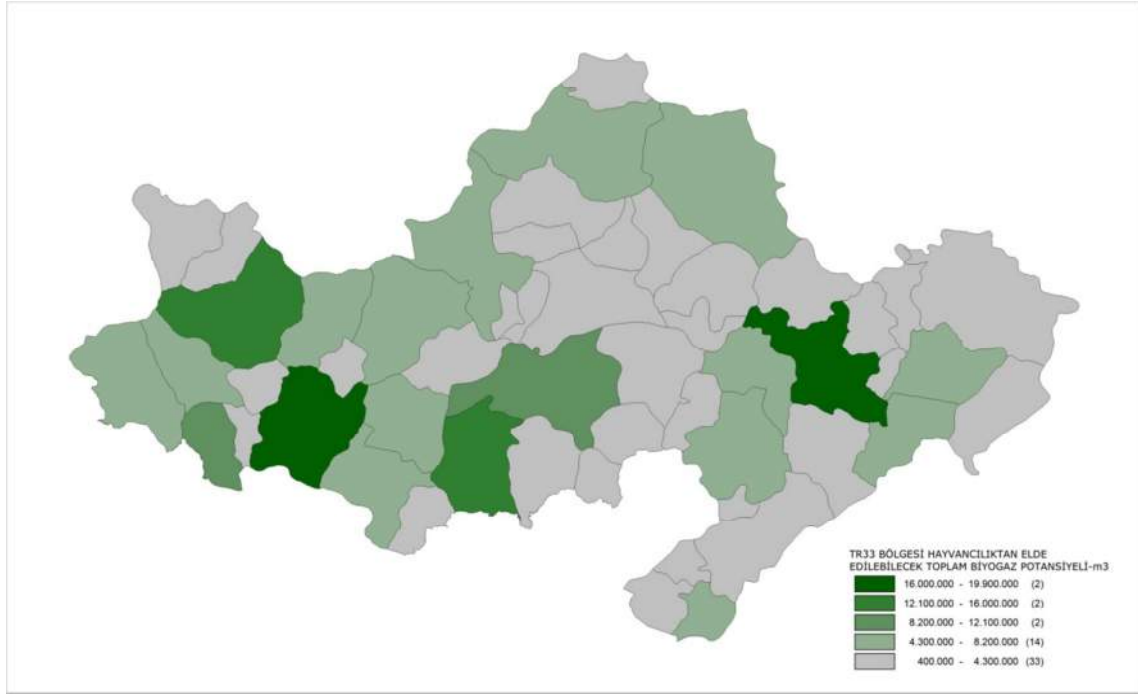 TR33 BÖLGESİ HAYVANCILIKTAN ELDE
EDİLEBİLECEK TOPLAM BİYOGAZ POTANSİYELİ-m3
16.000.000 - 19.900.000 (2)
12.100.000 - 16.000.000 (2)
8.200.000 - 12.100.000 (2)
4.300.000 - 8.200.000 (14)
400.000 - 4.300.000 (33)